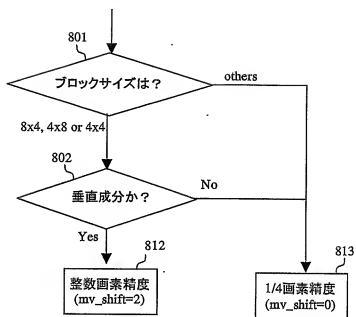 801
ブロックサイズは?
others
8x4, 4x8 or 4x4
802
垂直成分か?
No
Yes
812
813
整数画素精度
(mv_shift=2)
1/4画素精度
(mv_shift=0)